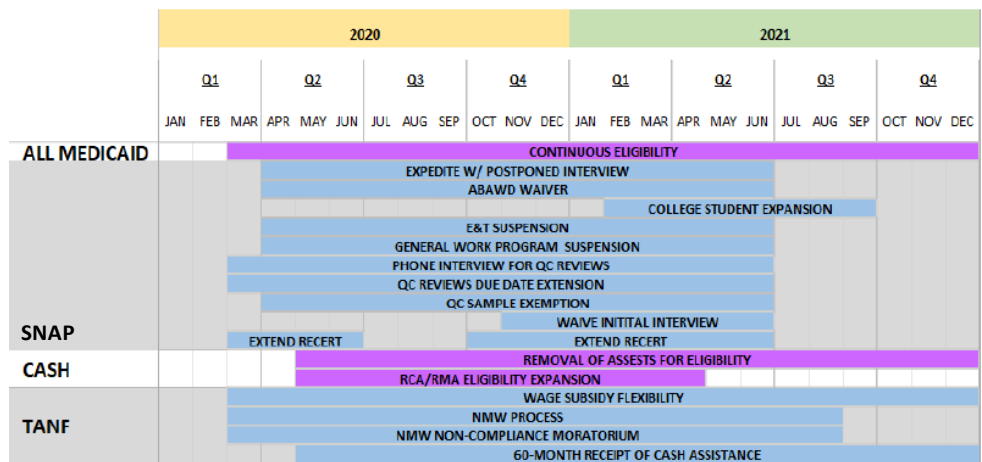 2020 2021
Q1 Q2 Q3 Q4 Q1 Q2 Q3 Q4
JAN FEB MAR APR MAY JUN JUL AUG SEP OCT NOV DEC JAN FEB MAR APR MAY JUN JUL AUG SEP OCT NOV DEC
ALL MEDICAID CONTINUOUS ELIGIBILITY
EXPEDITE W/ POSTPONED INTERVIEW
ABAWD WAIVER
COLLEGE STUDENT EXPANSION
E&T SUSPENSION
GENERAL WORK PROGRAM SUSPENSION
PHONE INTERVIEW FOR QC REVIEWS
QC REVIEWS DUE DATE EXTENSION
QC SAMPLE EXEMPTION
WAIVE INITITAL INTERVIEW
SNAP EXTEND RECERT EXTEND RECERT
CASH REMOVAL OF ASSESTS FOR ELIGIBILITY
RCA/RMA ELIGIBILITY EXPANSION
WAGE SUBSIDY FLEXIBILITY
TANF NMW PROCESS
NMW NON-COMPLIANCE MORATORIUM
60-MONTH RECEIPT OF CASH ASSISTANCE